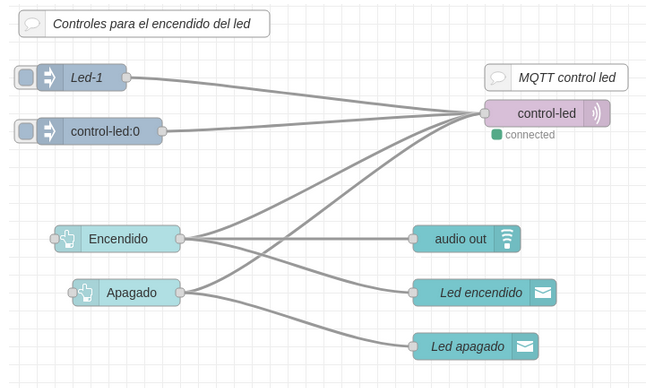 Controles para el encendido del led
Led-1
MQTT control led
control-led
control-led:0
connected
Encendido
audio out
Apagado
Led encendido
Led apagado